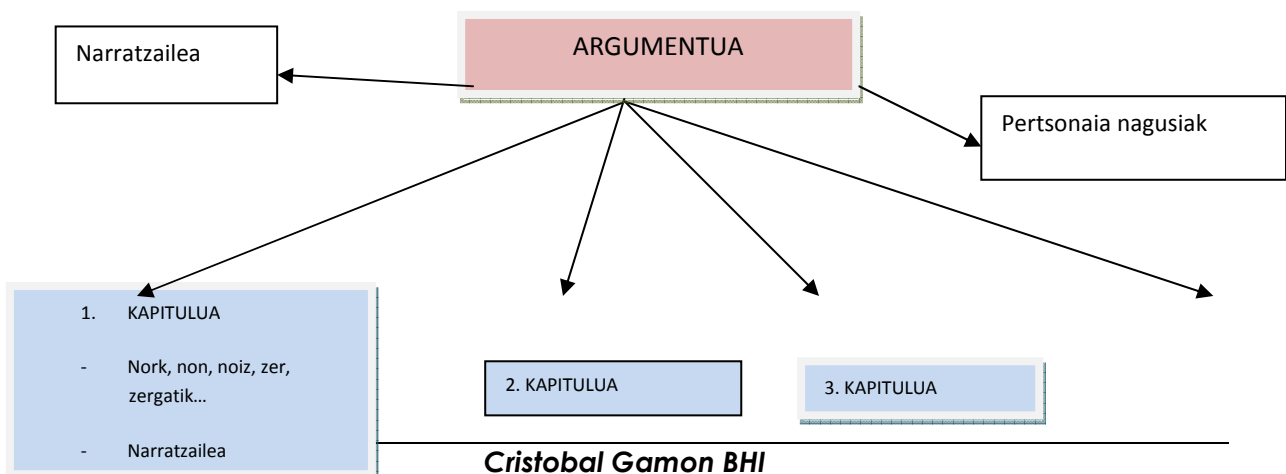 Narratzailea
ARGUMENTUA
Pertsonaia nagusiak
1. KAPITULUA
- Nork, non, noiz, zer,
zergatik...
- Narratzailea
2. KAPITULUA
3. KAPITULUA
Cristobal Gamon BHI